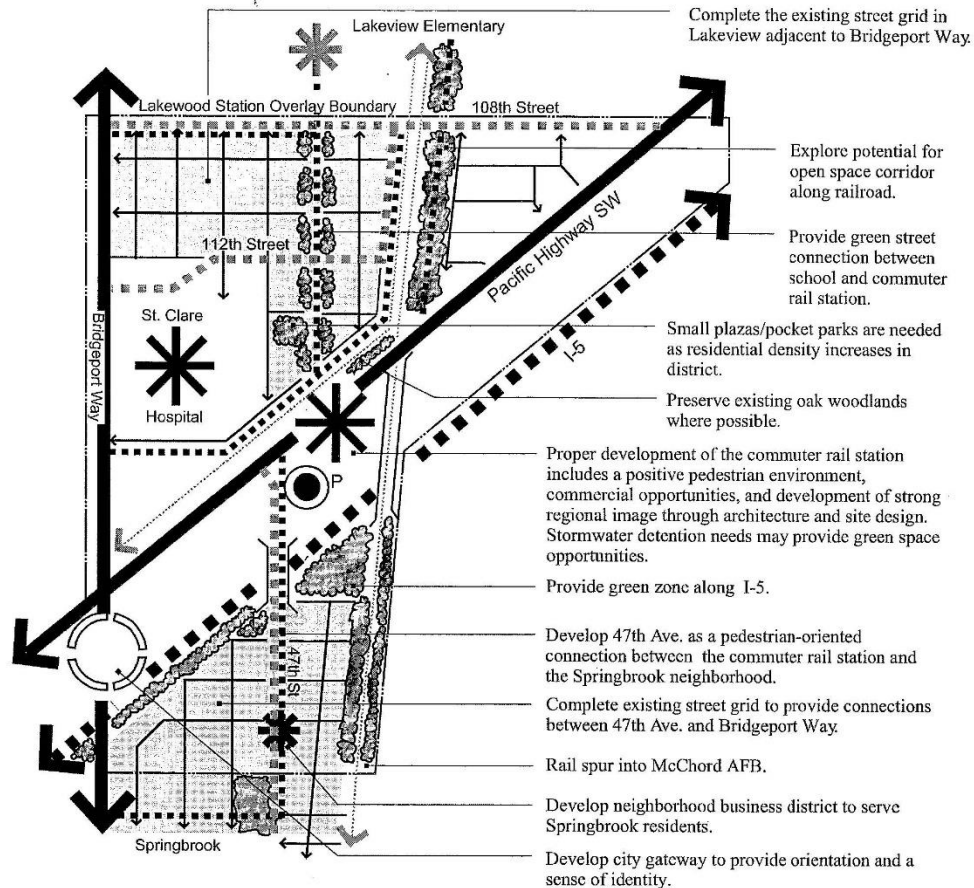 Lakeview Elementary
Complete the existing street grid in
Lakeview adjacent to Bridgeport Way.
Lakewood Station Overlay Boundary
108th Street
Explore potential for
open space corridor
along railroad.
Pacific Highway SW
Provide green street
connection between
school and commuter
rail station.
112th Street
I-5
Bridgeport Way
St. Clare
Hospital
Small plazas/pocket parks are needed
as residential density increases in
district.
Preserve existing oak woodlands
where possible.
P
Proper development of the commuter rail station
includes a positive pedestrian environment,
commercial opportunities, and development of strong
regional image through architecture and site design.
Stormwater detention needs may provide green space
opportunities.
Provide green zone along I-5.
47th St
Develop 47th Ave. as a pedestrian-oriented
connection between the commuter rail station and
the Springbrook neighborhood.
Complete existing street grid to provide connections
between 47th Ave. and Bridgeport Way.
Rail spur into McChord AFB.
Develop neighborhood business district to serve
Springbrook residents.
Springbrook
Develop city gateway to provide orientation and a
sense of identity.